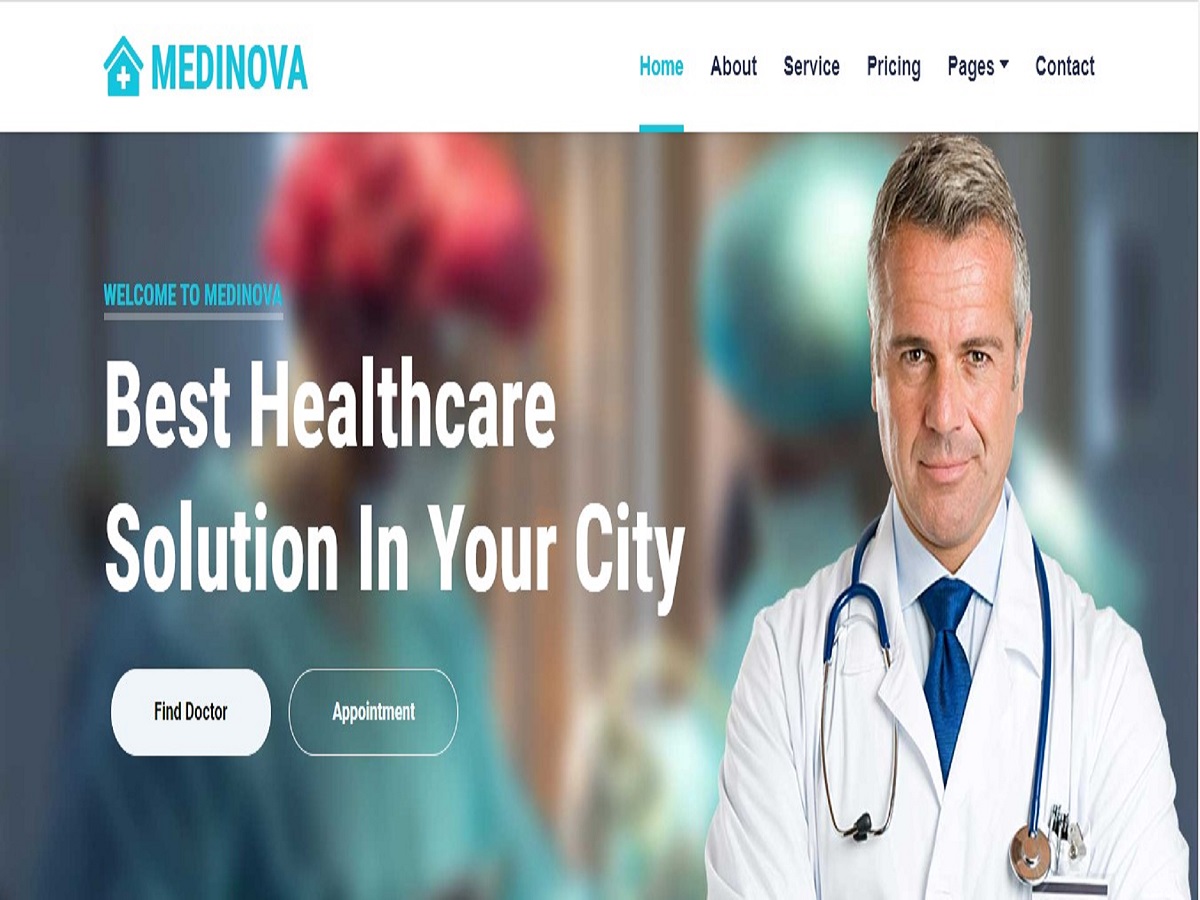 MEDINOVA
Home About Service Pricing Pages Contact
WELCOME TO MEDINOVA
Best Healthcare
Solution In Your City
Find Doctor Appointment